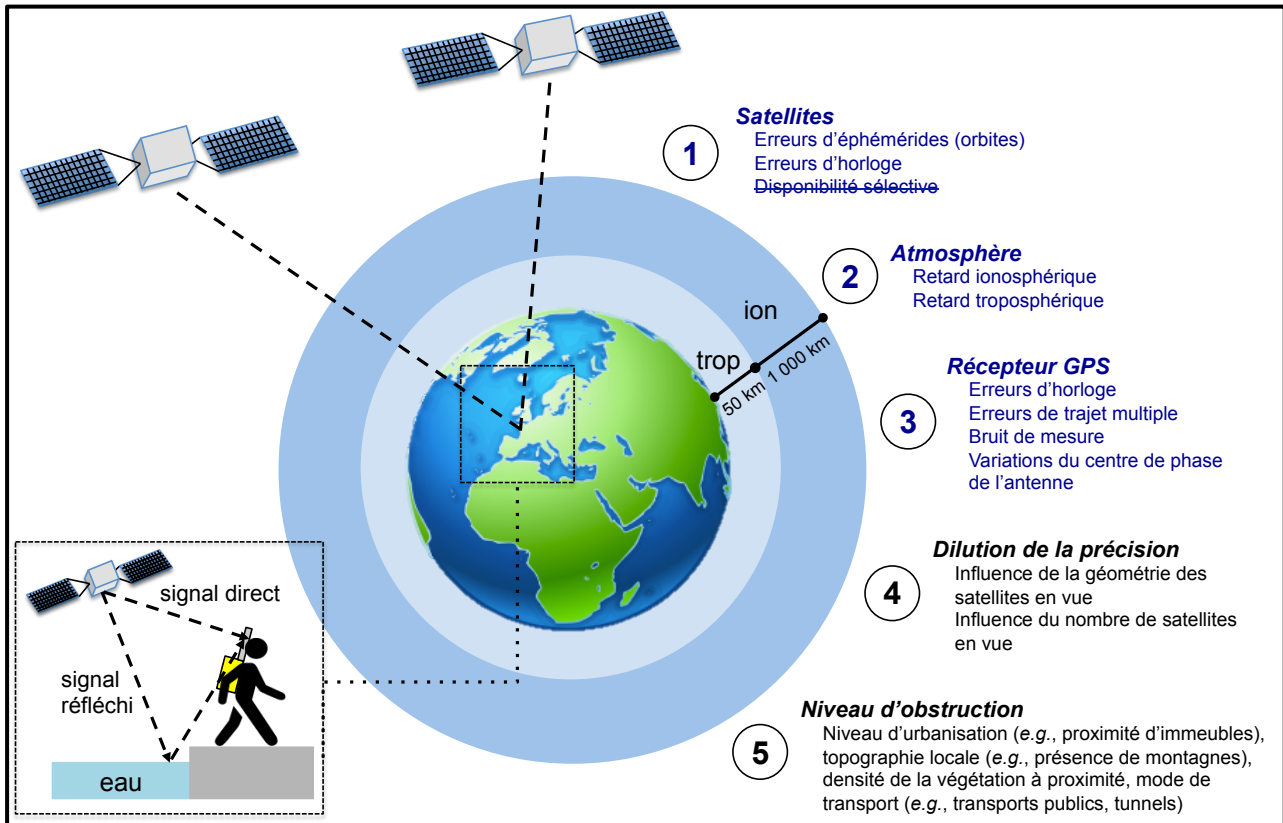 1
Satellites
Erreurs d'éphémérides (orbites)
Erreurs d'horloge
Disponibilité sélective
2
Atmosphère
Retard ionosphérique
Retard troposphérique
ion
trop
50 km
1 000 km
3
Récepteur GPS
Erreurs d'horloge
Erreurs de trajet multiple
Bruit de mesure
Variations du centre de phase
de l'antenne
4
Dilution de la précision
Influence de la géométrie des
satellites en vue
Influence du nombre de satellites
en vue
5
Niveau d'obstruction
Niveau d'urbanisation (e.g., proximité d'immeubles),
topographie locale (e.g., présence de montagnes),
densité de la végétation à proximité, mode de
transport (e.g., transports publics, tunnels)
signal direct
signal
réfléchi
eau